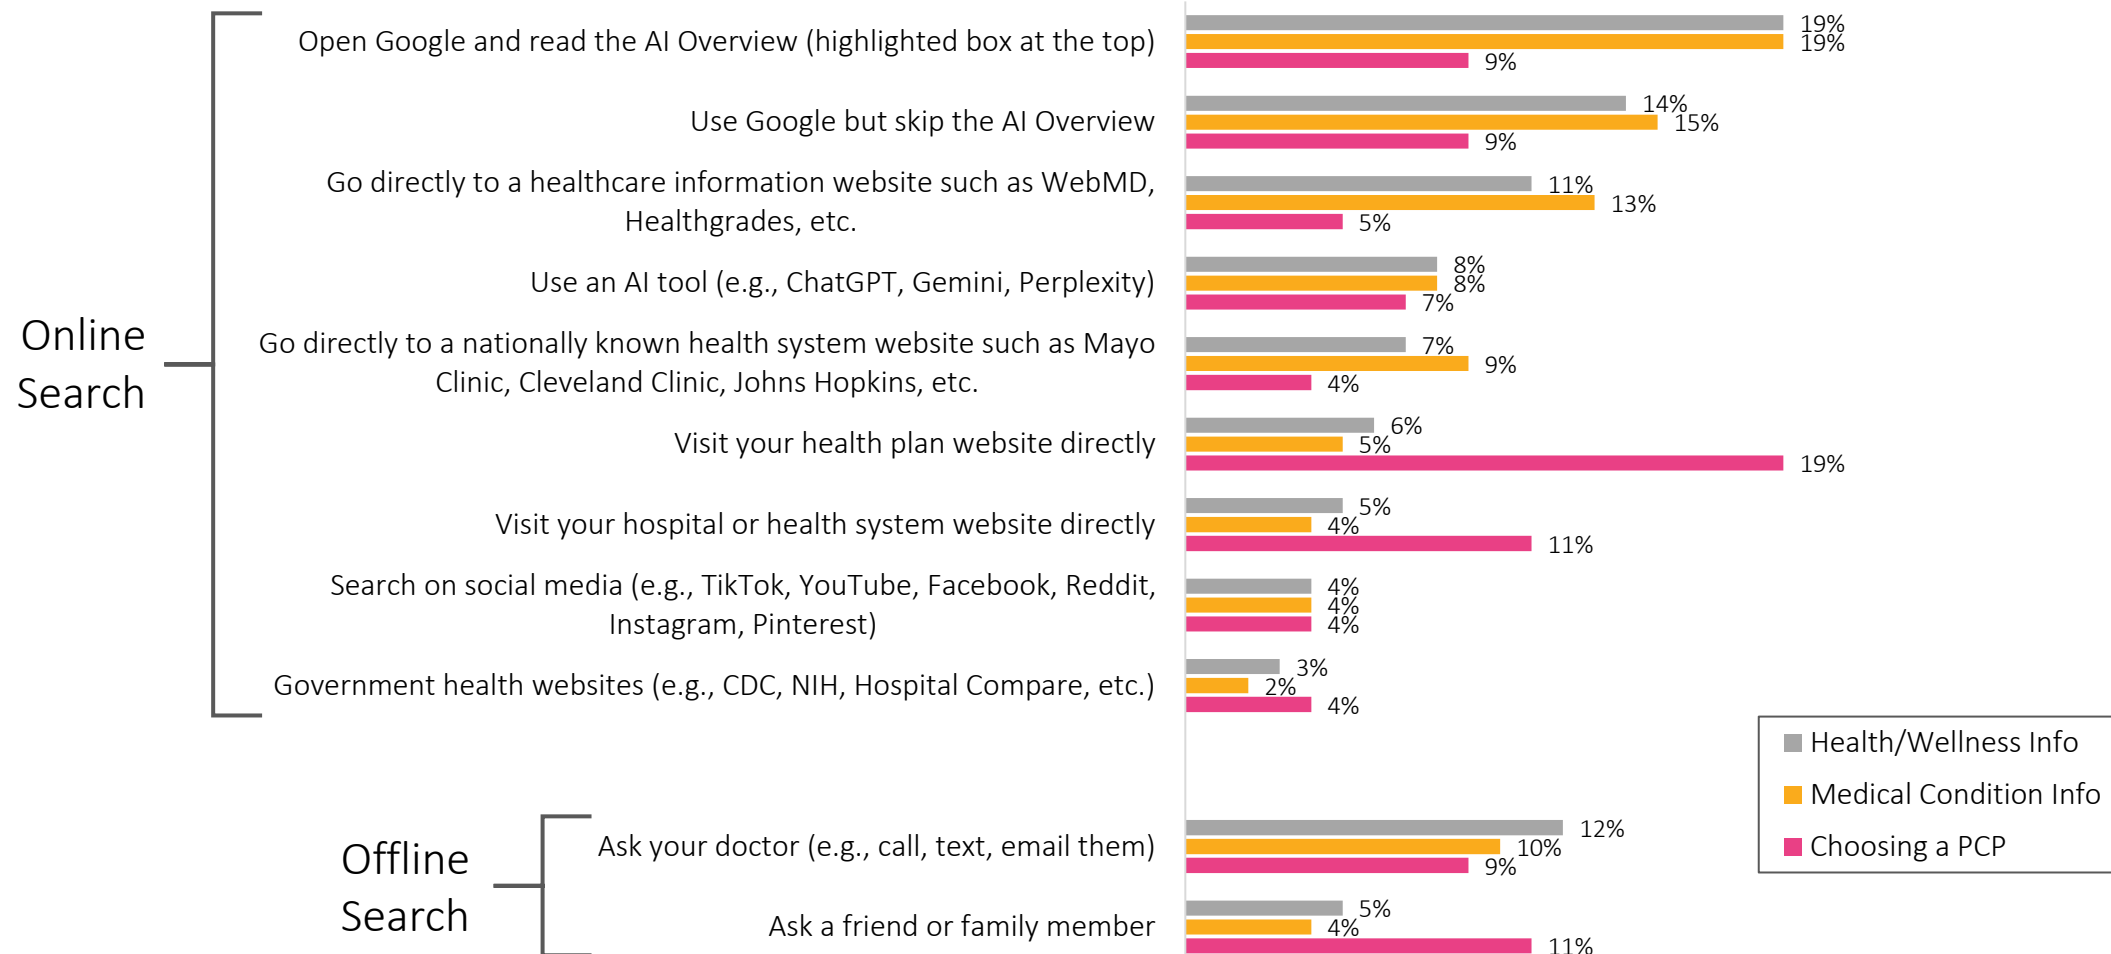 Online
Search
Open Google and read the AI Overview (highlighted box at the top)
19%
19%
9%
Use Google but skip the AI Overview
14%
15%
9%
Go directly to a healthcare information website such as WebMD,
Healthgrades, etc.
11%
13%
5%
Use an AI tool (e.g., ChatGPT, Gemini, Perplexity)
8%
8%
7%
Go directly to a nationally known health system website such as Mayo
Clinic, Cleveland Clinic, Johns Hopkins, etc.
7%
9%
4%
Visit your health plan website directly
6%
5%
19%
Visit your hospital or health system website directly
5%
4%
11%
Search on social media (e.g., TikTok, YouTube, Facebook, Reddit,
Instagram, Pinterest)
4%
4%
4%
Government health websites (e.g., CDC, NIH, Hospital Compare, etc.)
3%
2%
4%
Health/Wellness Info
Medical Condition Info
Choosing a PCP
Offline
Search
Ask your doctor (e.g., call, text, email them)
12%
10%
9%
Ask a friend or family member
5%
4%
11%